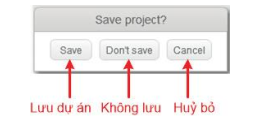 Save project?
Save Don't save Cancel
Lưu dự án Không lưu Huỷ bỏ